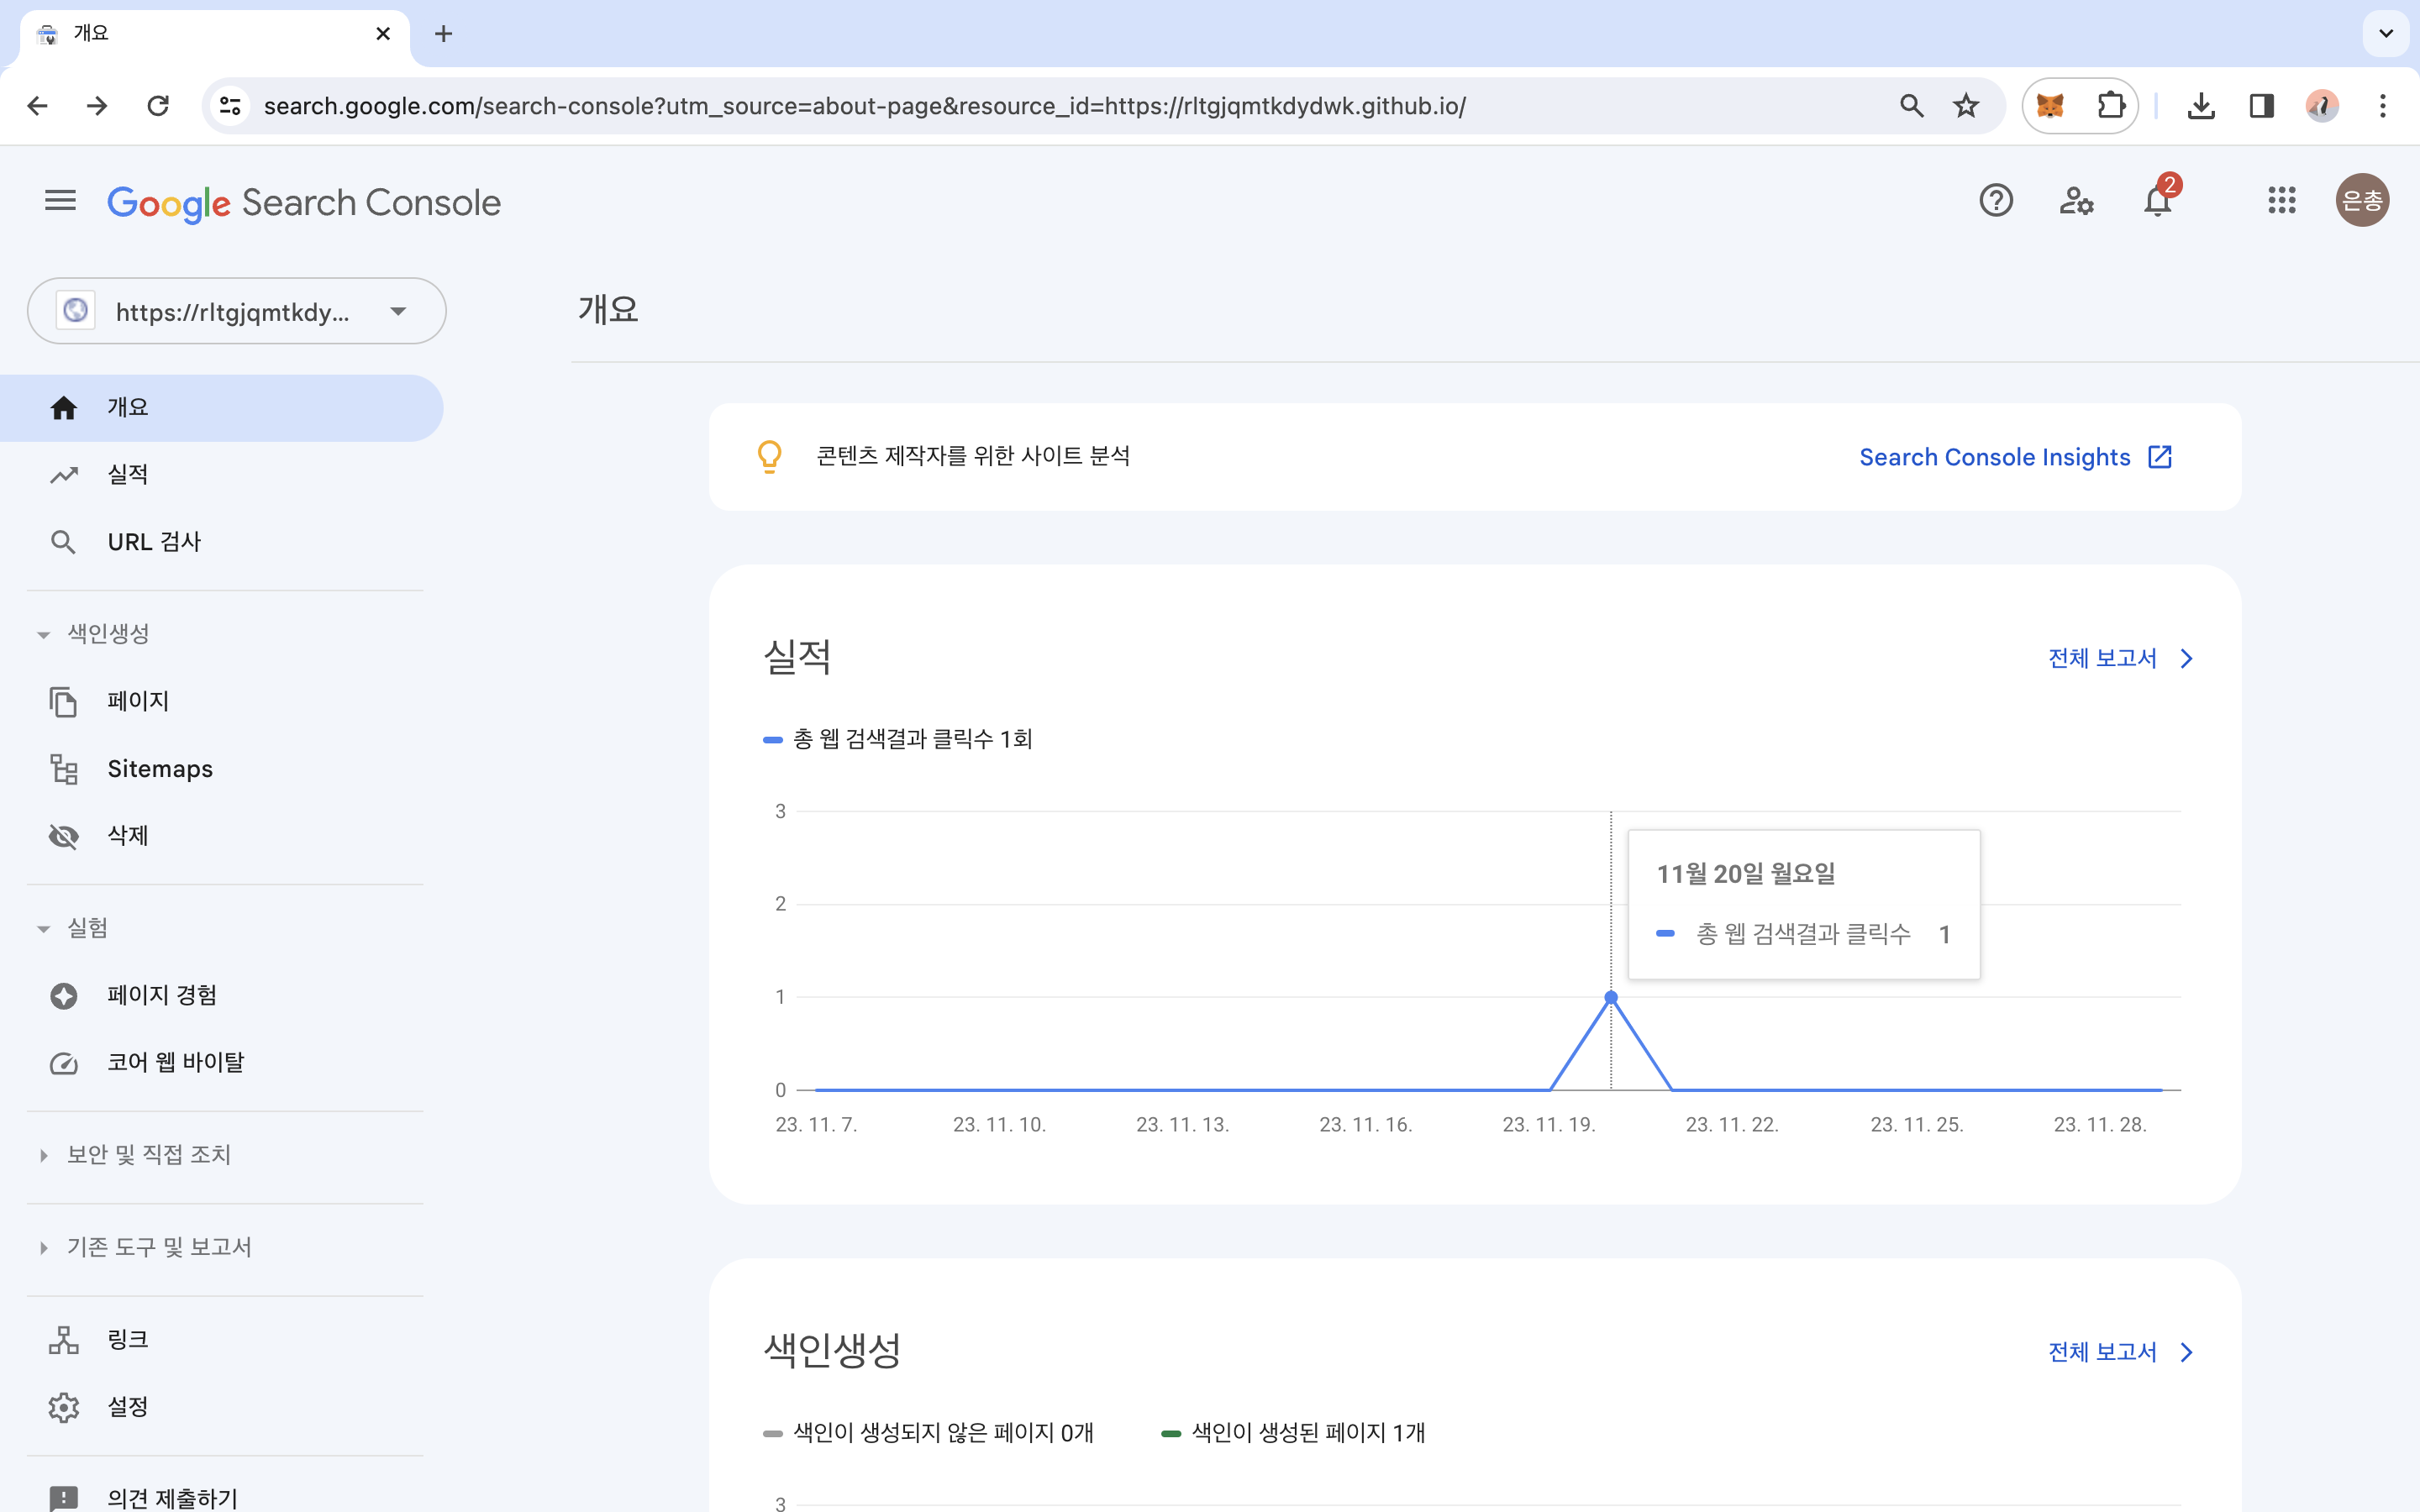 개요
search.google.com/search-console?utm_source=about-page&resource_id=https://rltgjqmtkdydwk.github.io/
Google Search Console
2
은총
https://rltgjqmtkdy...
개요
개요
실적
URL 검사
색인생성
페이지
Sitemaps
삭제
실험
페이지 경험
코어 웹 바이탈
보안 및 직접 조치
기존 도구 및 보고서
링크
설정
의견 제출하기
콘텐츠 제작자를 위한 사이트 분석
Search Console Insights
실적
전체 보고서
총 웹 검색결과 클릭수 1회
3
2
1
0
11월 20일 월요일
총 웹 검색결과 클릭수 1
23. 11. 7. 23. 11. 10. 23. 11. 13. 23. 11. 16. 23. 11. 19. 23. 11. 22. 23. 11. 25. 23. 11. 28.
색인생성
전체 보고서
색인이 생성되지 않은 페이지 0개 색인이 생성된 페이지 1개
3